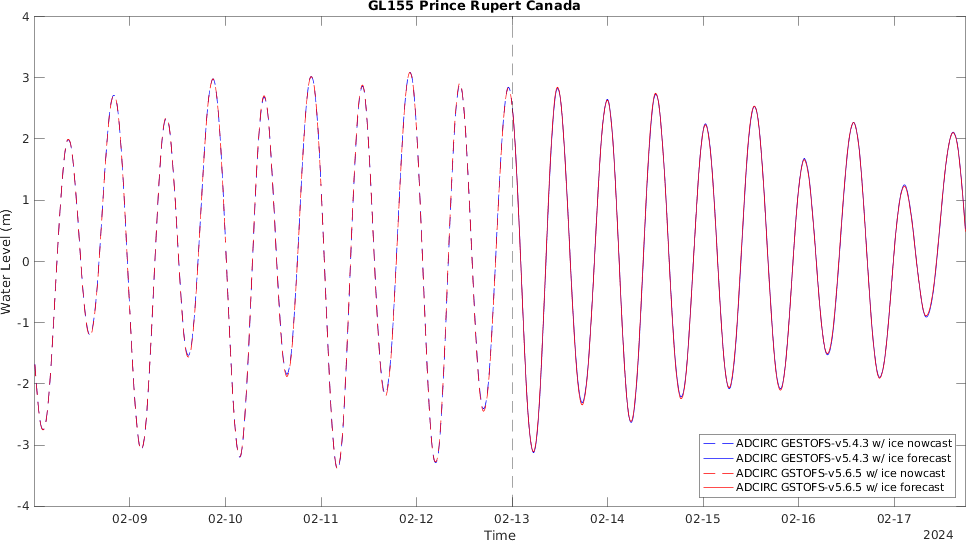 GL155 Prince Rupert Canada
4
3
2
1
0
-1
-2
-3
-4
Water Level (m)
02-09 02-10 02-11 02-12 02-13 02-14 02-15 02-16 02-17
Time
2024
ADCIRC GESTOFS-v5.4.3 w/ ice nowcast
ADCIRC GESTOFS-v5.4.3 w/ ice forecast
ADCIRC GSTOFS-v5.6.5 w/ ice nowcast
ADCIRC GSTOFS-v5.6.5 w/ ice forecast